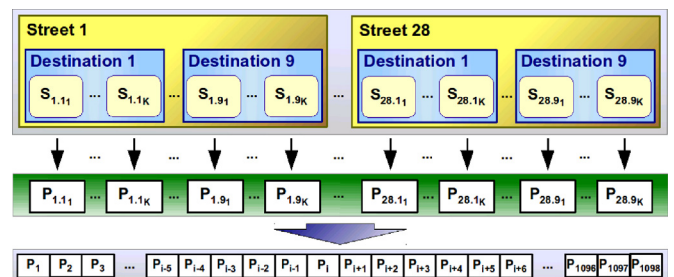 Street 1 Street 28
Destination 1 Destination 9 Destination 1 Destination 9
S1.11 ... S1.1K ... S1.91 ... S1.9K ... S28.11 ... S28.1K ... S28.91 ... S28.9K
... ... ... ... ... ... ...
P1.11 ... P1.1K ... P1.91 ... P1.9K ... P28.11 ... P28.1K ... P28.91 ... P28.9K
P1 P2 P3 ... Pi-5 Pi-4 Pi-3 Pi-2 Pi-1 Pi Pi+1 Pi+2 Pi+3 Pi+4 Pi+5 Pi+6 ... P1096 P1097 P1098